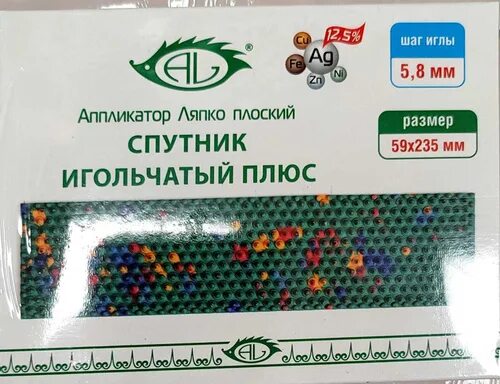 AL®
Cu
12,5%
Fe
Ag
Zn
Ni
шаг иглы
5,8 мм
Аппликатор Ляпко плоский
СПУТНИК
ИГОЛЬЧАТЫЙ ПЛЮС
размер
59х235 мм
AL